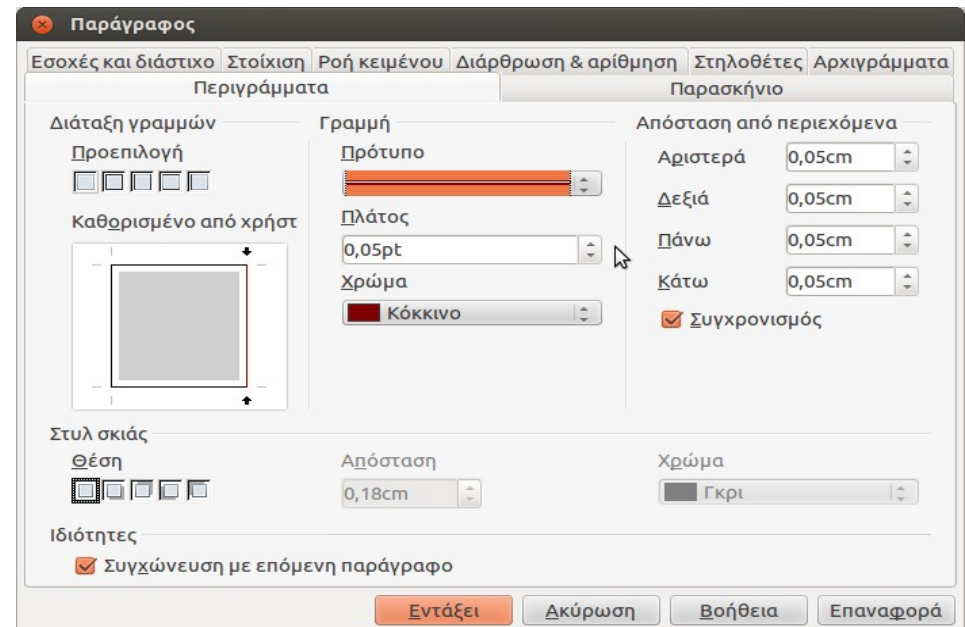 Παράγραφος
Εσοχές και διάστιχο Στοίχιση Ροή κειμένου Διάρθρωση & αρίθμηση Στηλοθέτες Αρχιγράμματα
Περιγράμματα Παρασκήνιο
Διάταξη γραμμών Γραμμή Απόσταση από περιεχόμενα
Προεπιλογή Πρότυπο
Αριστερά 0,05cm
Πλάτος Δεξιά 0,05cm
Καθορισμένο από χρήστ
0,05pt Πάνω 0,05cm
Χρώμα Κάτω 0,05cm
Κόκκινο Συγχρονισμός
Στυλ σκιάς
Θέση Απόσταση Χρώμα
0,18cm Γκρι
Ιδιότητες
Συγχώνευση με επόμενη παράγραφο
Εντάξει Ακύρωση Βοήθεια Επαναφορά